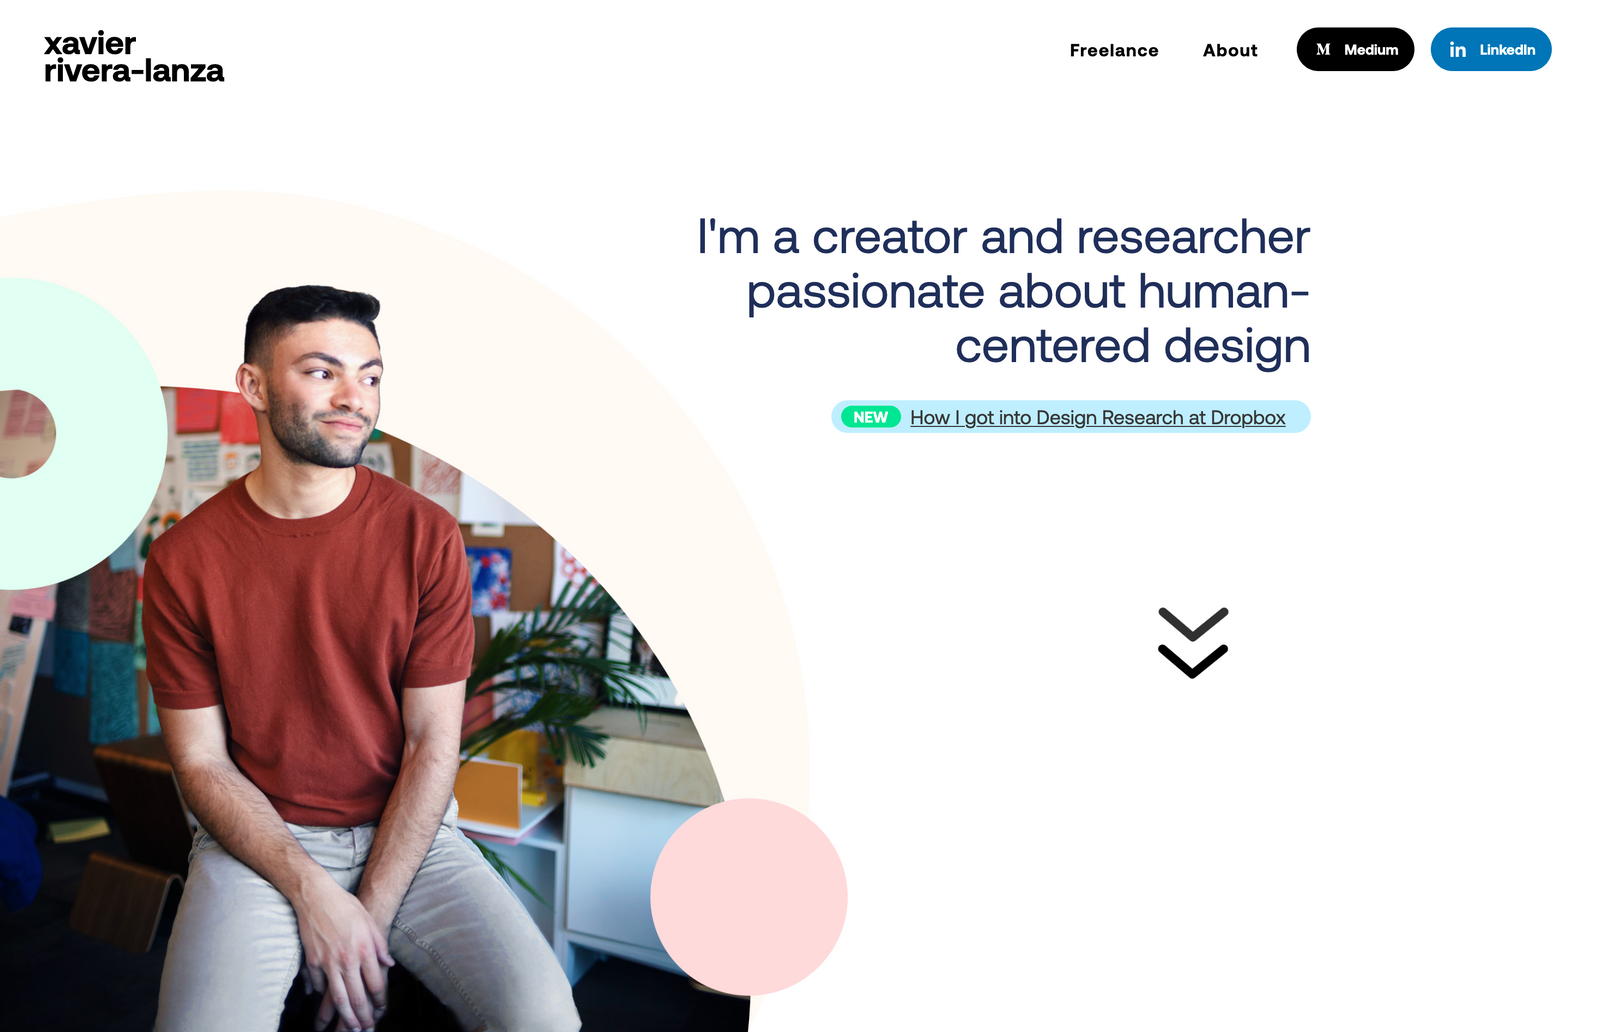 xavier
rivera-lanza
Freelance
About
Medium
LinkedIn
I'm a creator and researcher
passionate about human-
centered design
NEW How I got into Design Research at Dropbox